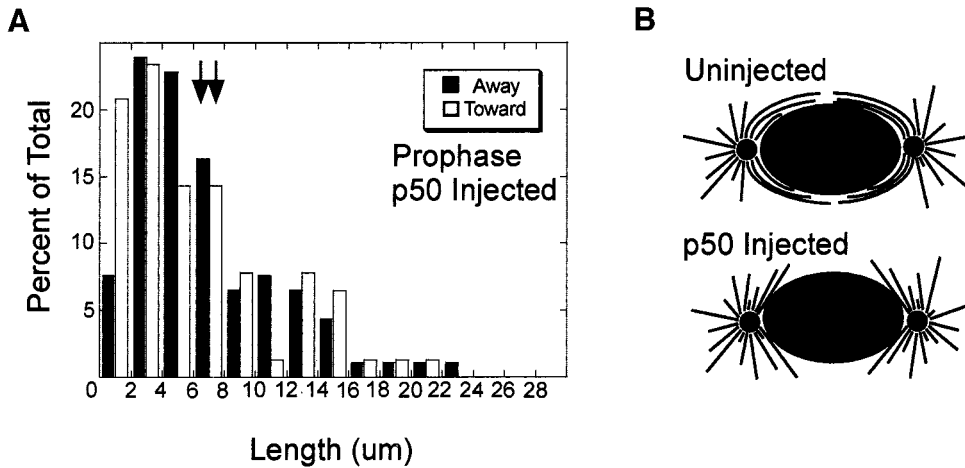 A
Percent of Total
20
15
10
5
0 2 4 6 8 10 12 14 16 18 20 22 24 26 28
Length (um)
Away
Toward
Prophase
p50 Injected
B
Uninjected
p50 Injected